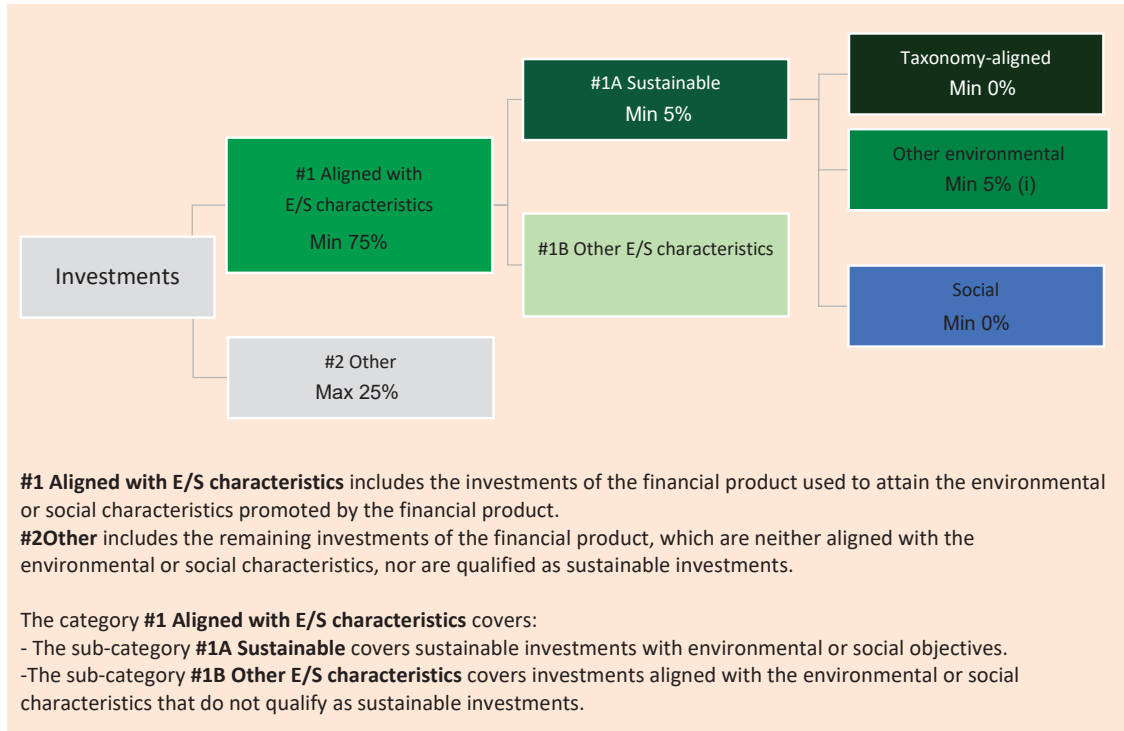 Investments
#1 Aligned with
E/S characteristics
Min 75%
#2 Other
Max 25%
#1A Sustainable
Min 5%
#1B Other E/S characteristics
Taxonomy-aligned
Min 0%
Other environmental
Min 5% (i)
Social
Min 0%
#1 Aligned with E/S characteristics includes the investments of the financial product used to attain the environmental
or social characteristics promoted by the financial product.
#2Other includes the remaining investments of the financial product, which are neither aligned with the
environmental or social characteristics, nor are qualified as sustainable investments.
The category #1 Aligned with E/S characteristics covers:
- The sub-category #1A Sustainable covers sustainable investments with environmental or social objectives.
-The sub-category #1B Other E/S characteristics covers investments aligned with the environmental or social
characteristics that do not qualify as sustainable investments.